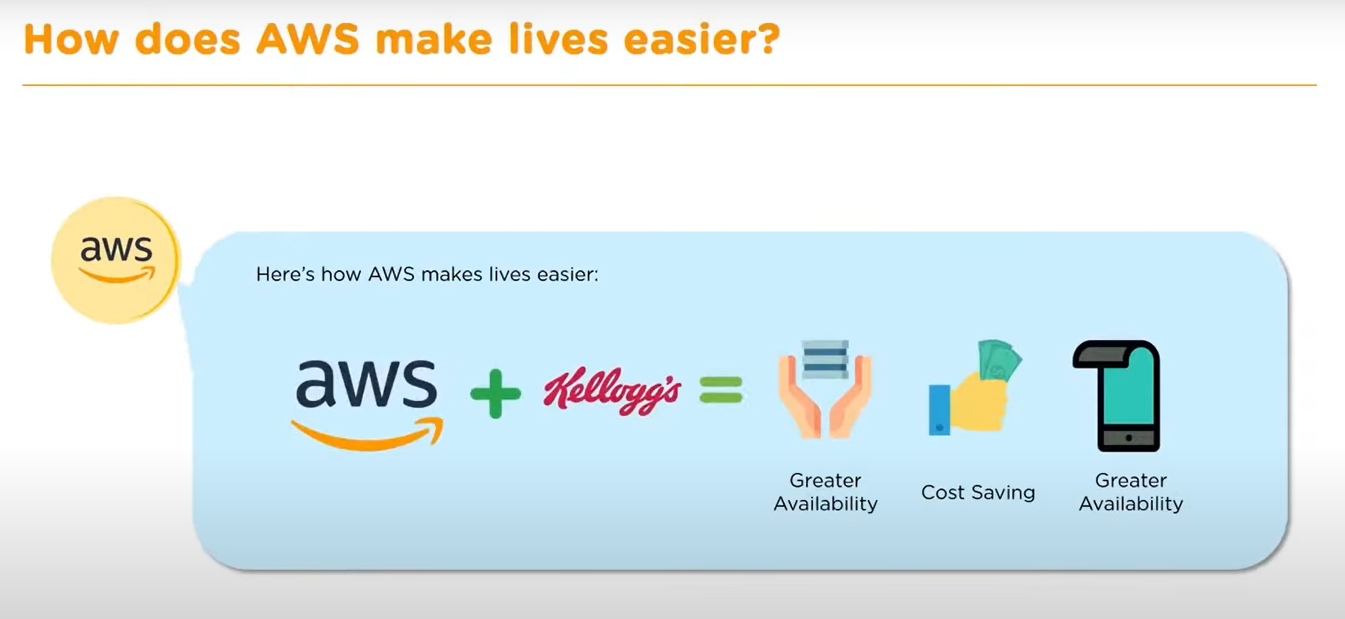 How does AWS make lives easier?
aws
Here's how AWS makes lives easier:
aws + Kellogg's =
Greater
Availability
Cost Saving
Greater
Availability